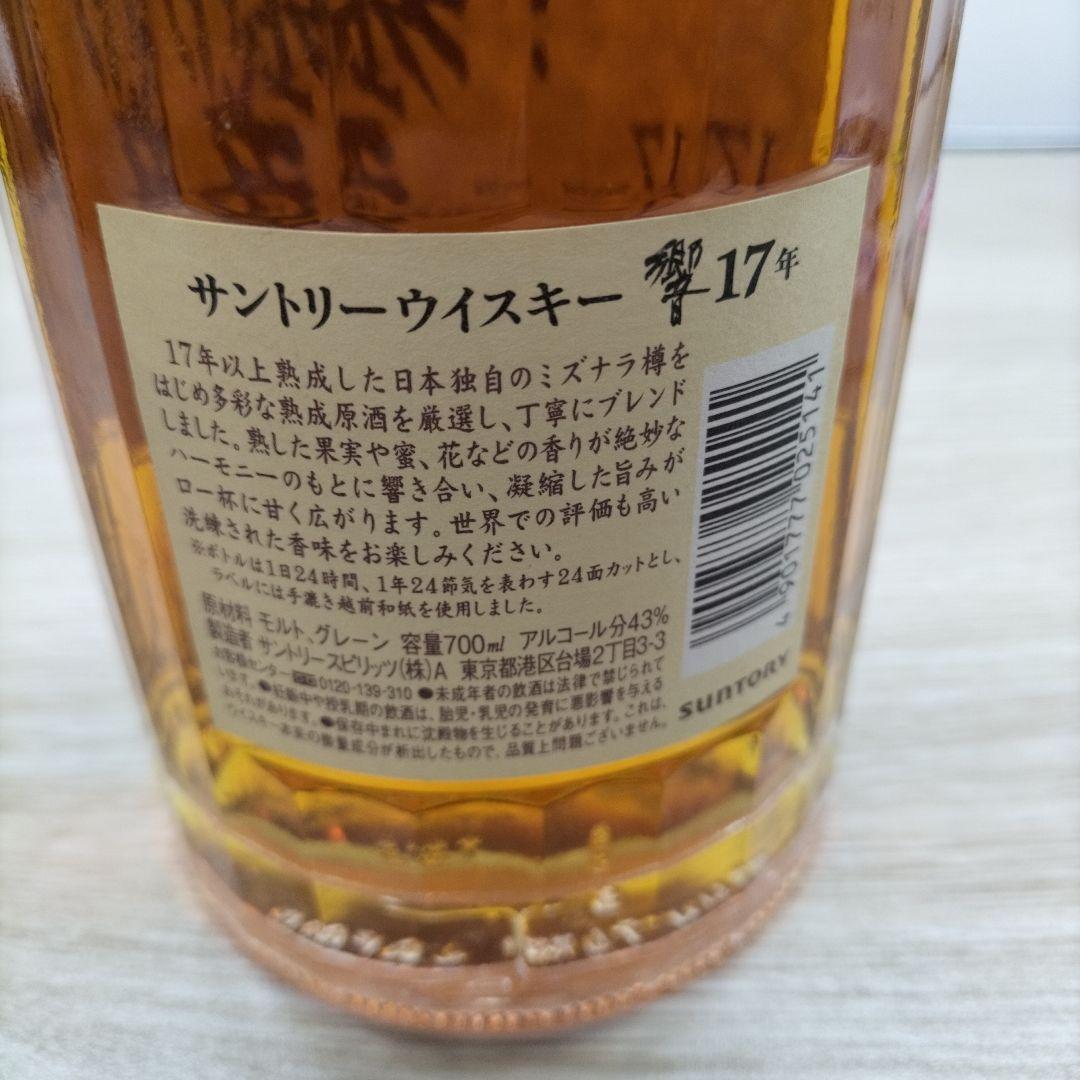 サントリーウイスキー 響 17年
17年以上熟成した日本独自のミズナラ樽を
はじめ多彩な熟成原酒を厳選し、丁寧にブレンド
しました。熟した果実や蜜、花などの香りが絶妙な
ハーモニーのもとに響き合い、凝縮した旨みが
口一杯に甘く広がります。世界での評価も高い
洗練された香味をお楽しみください。
※ボトルは1日24時間、1年24節気を表わす24面カットとし、
ラベルには手漉き越前和紙を使用しました。
原材料 モルト、グレーン 容量700ml アルコール分43%
製造者 サントリースピリッツ(株)A 東京都港区台場2丁目3-3
お客様センター 0120-139-310 ●未成年者の飲酒は法律で禁じられて
います。●妊娠中や授乳期の飲酒は、胎児・乳児の発育に悪影響を与える
おそれがあります。●保存中まれに沈殿物を生じることがあります。これは、
ウイスキー本来の香味成分が析出したもので、品質上問題ございません。
4 901777 025141
SUNTORY